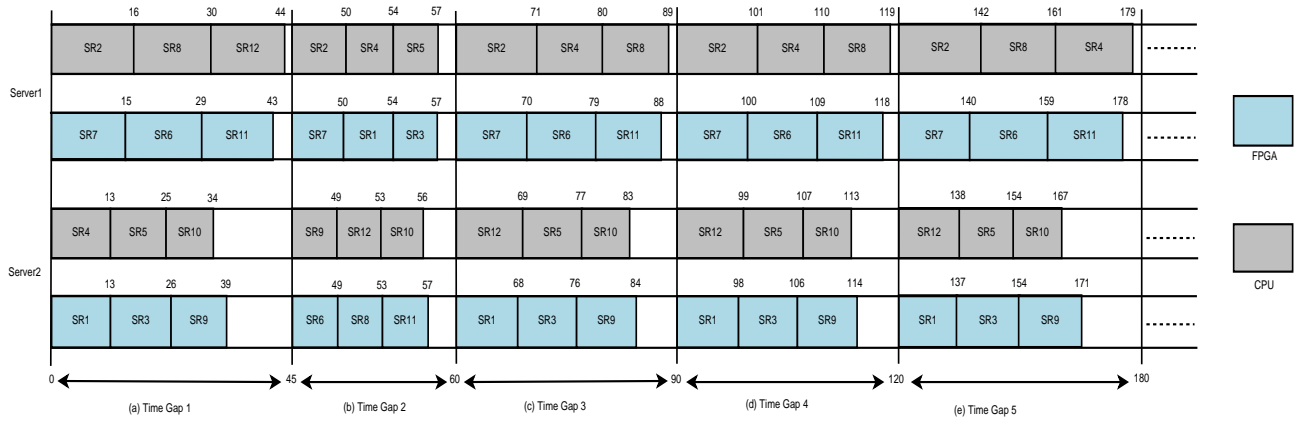 16 30 44 50 54 57 71 80 89 101 110 119 142 161 179
SR2 SR8 SR12 SR2 SR4 SR5 SR2 SR4 SR8 SR2 SR4 SR8 SR2 SR8 SR4
Server1
15 29 43 50 54 57 70 79 88 100 109 118 140 159 178
SR7 SR6 SR11 SR7 SR1 SR3 SR7 SR6 SR11 SR7 SR6 SR11 SR7 SR6 SR11
FPGA
13 25 34 49 53 56 69 77 83 99 107 113 138 154 167
SR4 SR5 SR10 SR9 SR12 SR10 SR12 SR5 SR10 SR12 SR5 SR10 SR12 SR5 SR10
Server2
CPU
13 26 39 49 53 57 68 76 84 98 106 114 137 154 171
SR1 SR3 SR9 SR6 SR8 SR11 SR1 SR3 SR9 SR1 SR3 SR9 SR1 SR3 SR9
0 45 60 90 120 180
(a) Time Gap 1 (b) Time Gap 2 (c) Time Gap 3 (d) Time Gap 4 (e) Time Gap 5